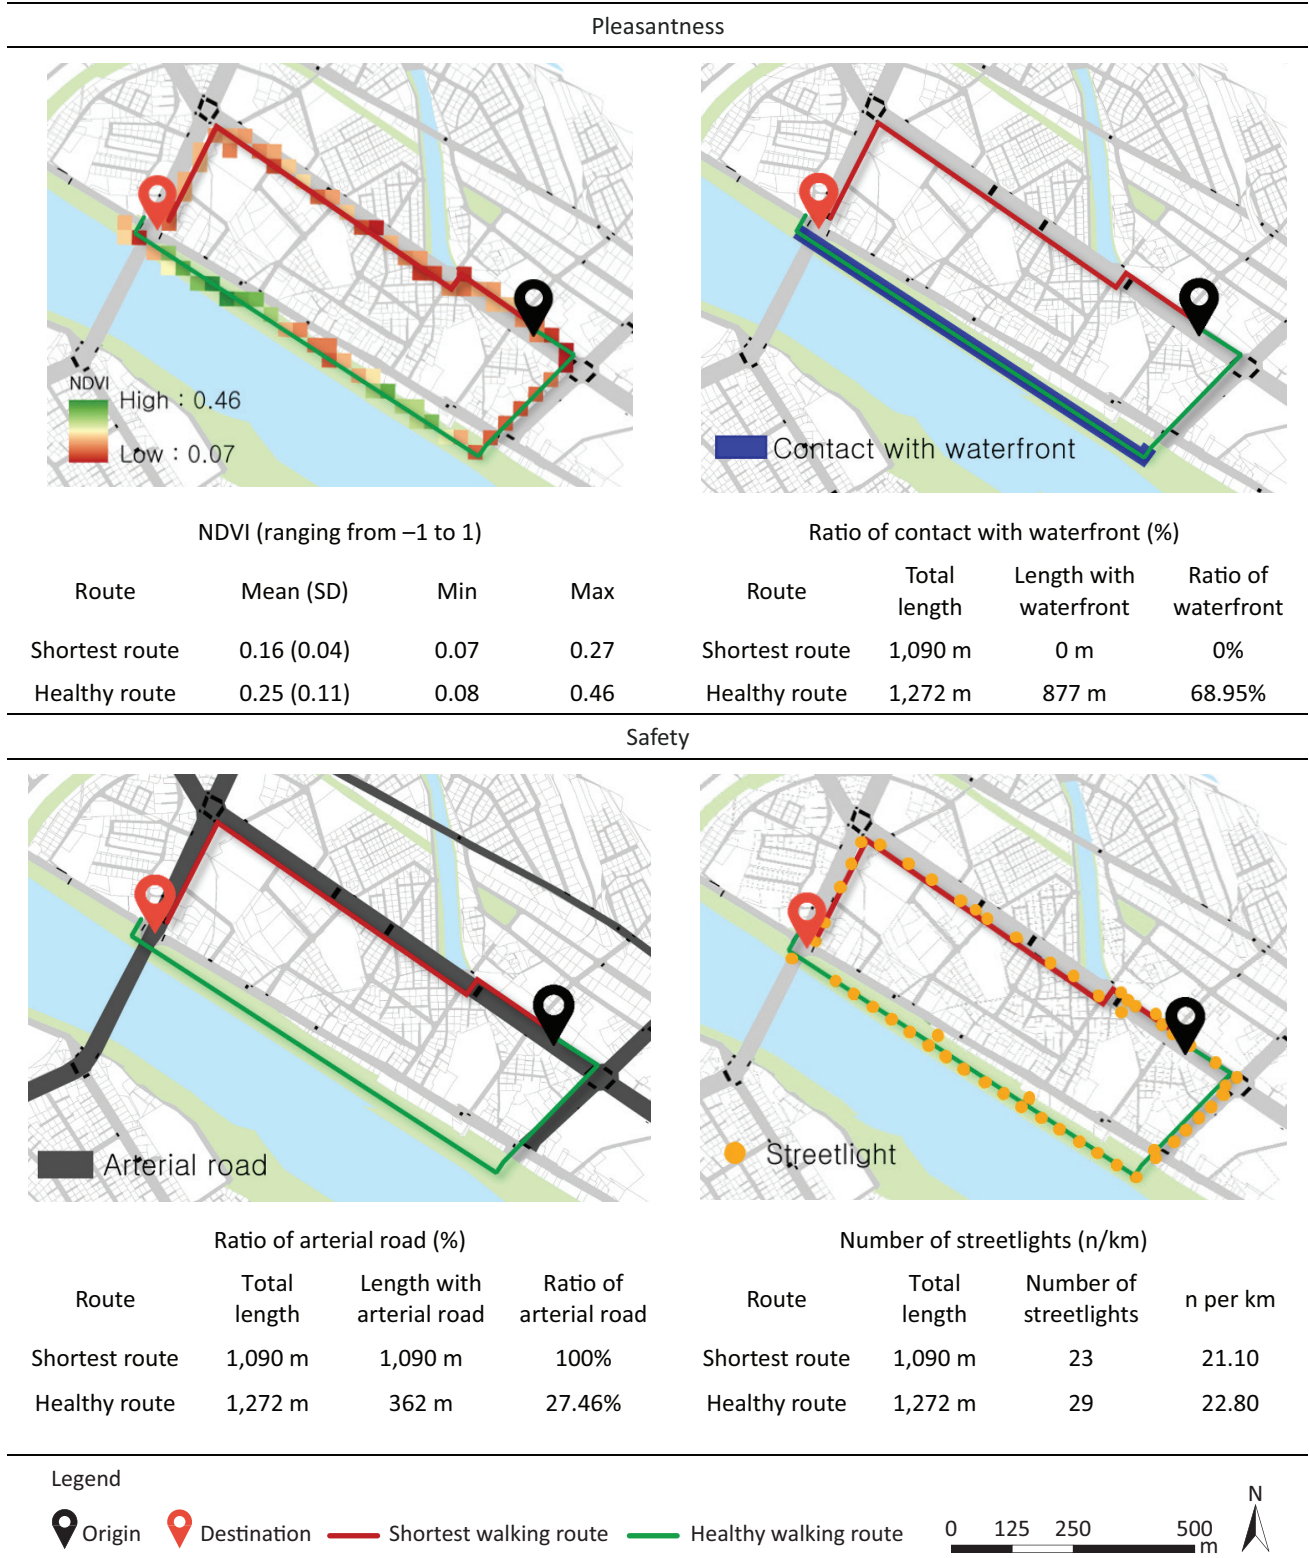 Pleasantness
NDVI
High : 0.46
Low : 0.07
Contact with waterfront
NDVI (ranging from –1 to 1)
Route Mean (SD) Min Max
Shortest route 0.16 (0.04) 0.07 0.27
Healthy route 0.25 (0.11) 0.08 0.46
Ratio of contact with waterfront (%)
Route Total length Length with waterfront Ratio of waterfront
Shortest route 1,090 m 0 m 0%
Healthy route 1,272 m 877 m 68.95%
Safety
Arterial road
Streetlight
Ratio of arterial road (%)
Route Total length Length with arterial road Ratio of arterial road
Shortest route 1,090 m 1,090 m 100%
Healthy route 1,272 m 362 m 27.46%
Number of streetlights (n/km)
Route Total length Number of streetlights n per km
Shortest route 1,090 m 23 21.10
Healthy route 1,272 m 29 22.80
Legend
Origin Destination Shortest walking route Healthy walking route
0 125 250 500
m
N